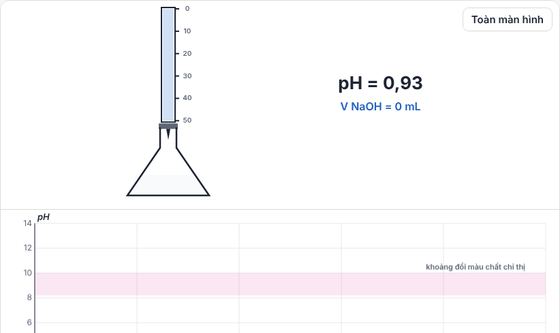 Toàn màn hình
0
10
20
30
40
50
pH = 0,93
V NaOH = 0 mL
pH
14
12
10
8
6
khoảng đổi màu chất chỉ thị